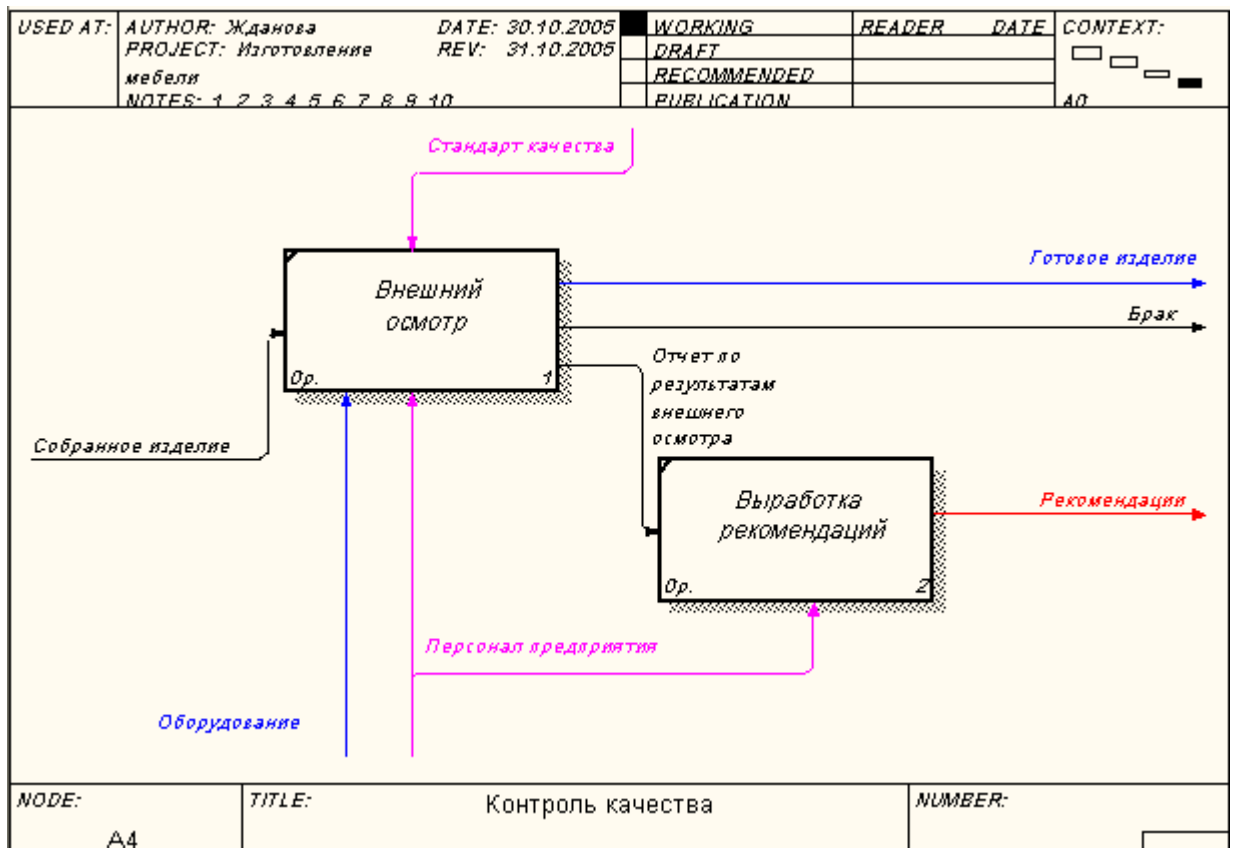 USED AT:
AUTHOR: Жданова
DATE: 30.10.2005
PROJECT: Изготовление
REV: 31.10.2005
мебели
NOTES: 1 2 3 4 5 6 7 8 9 10
WORKING
DRAFT
RECOMMENDED
PUBLICATION
READER DATE
CONTEXT:
A0
Стандарт качества
Внешний
осмотр
0р. 1
Готовое изделие
Брак
Отчет по
результатам
внешнего
осмотра
Собранное изделие
Выработка
рекомендаций
0р. 2
Рекомендации
Персонал предприятия
Оборудование
NODE:
A4
TITLE:
Контроль качества
NUMBER: